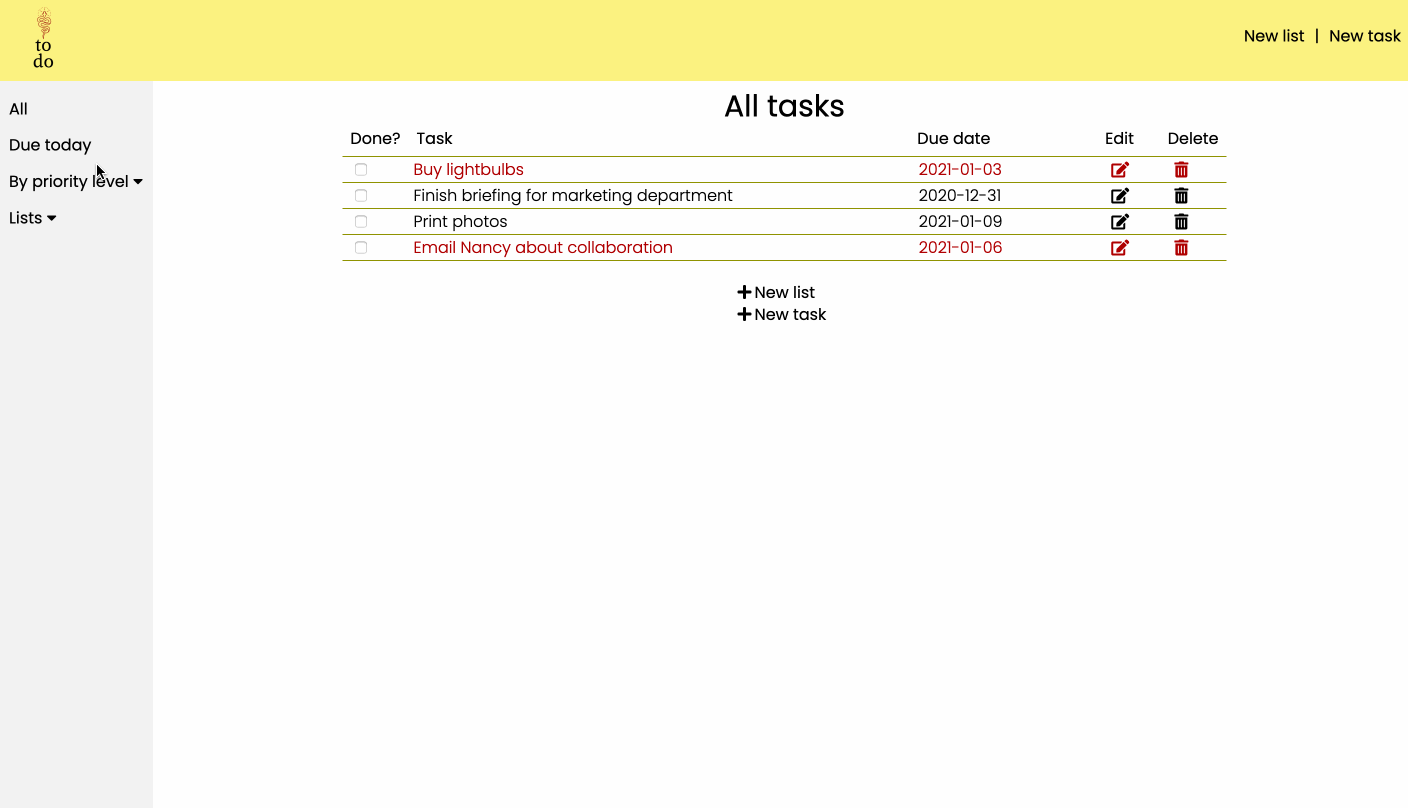 to
do
New list | New task
All
Due today
By priority level
Lists
All tasks
Done? Task Due date Edit Delete
Buy lightbulbs 2021-01-03
Finish briefing for marketing department 2020-12-31
Print photos 2021-01-09
Email Nancy about collaboration 2021-01-06
New list
New task